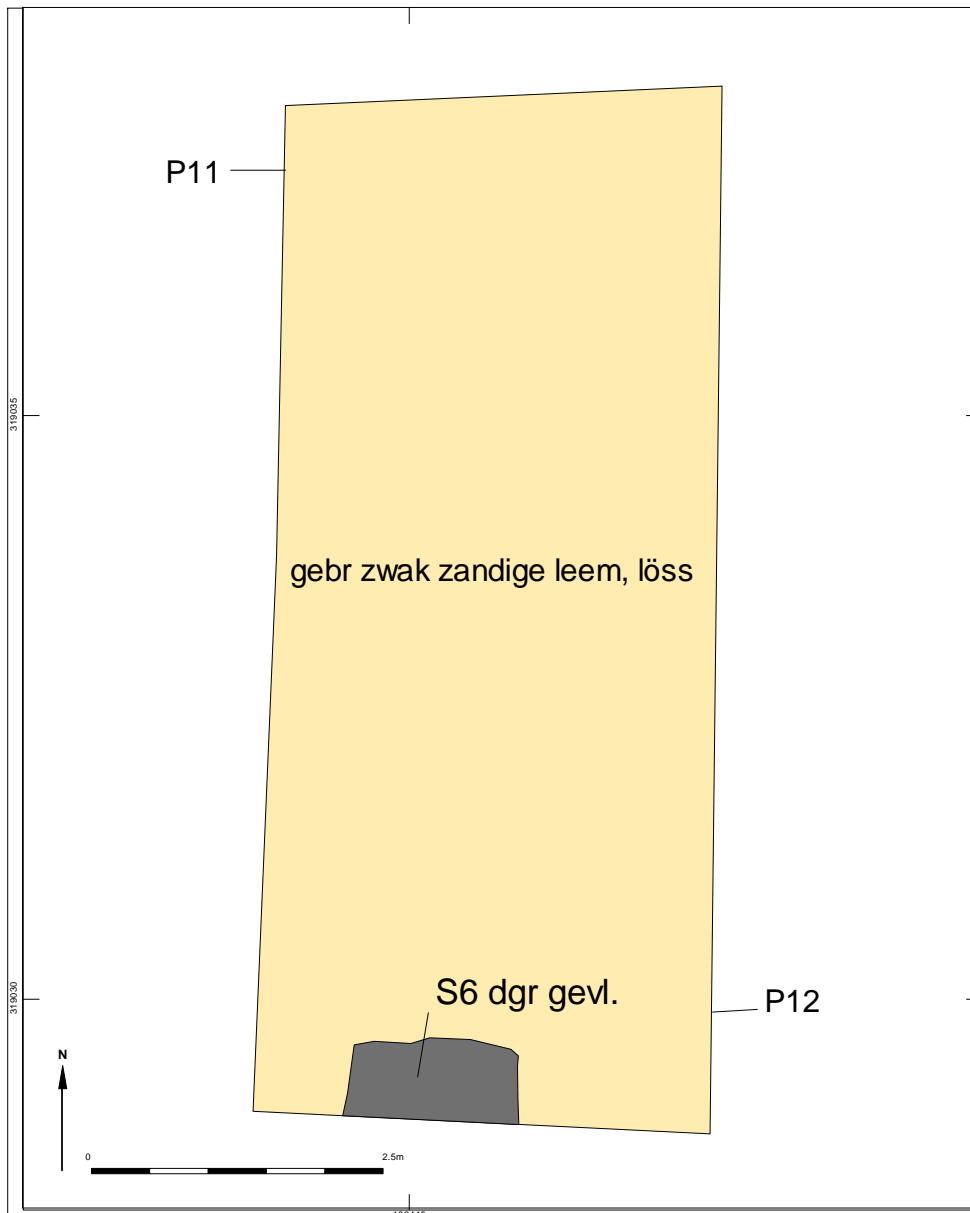 P11
319035
gebr zwak zandige leem, löss
S6 dgr gevl.
319030
P12
N
0
2.5m